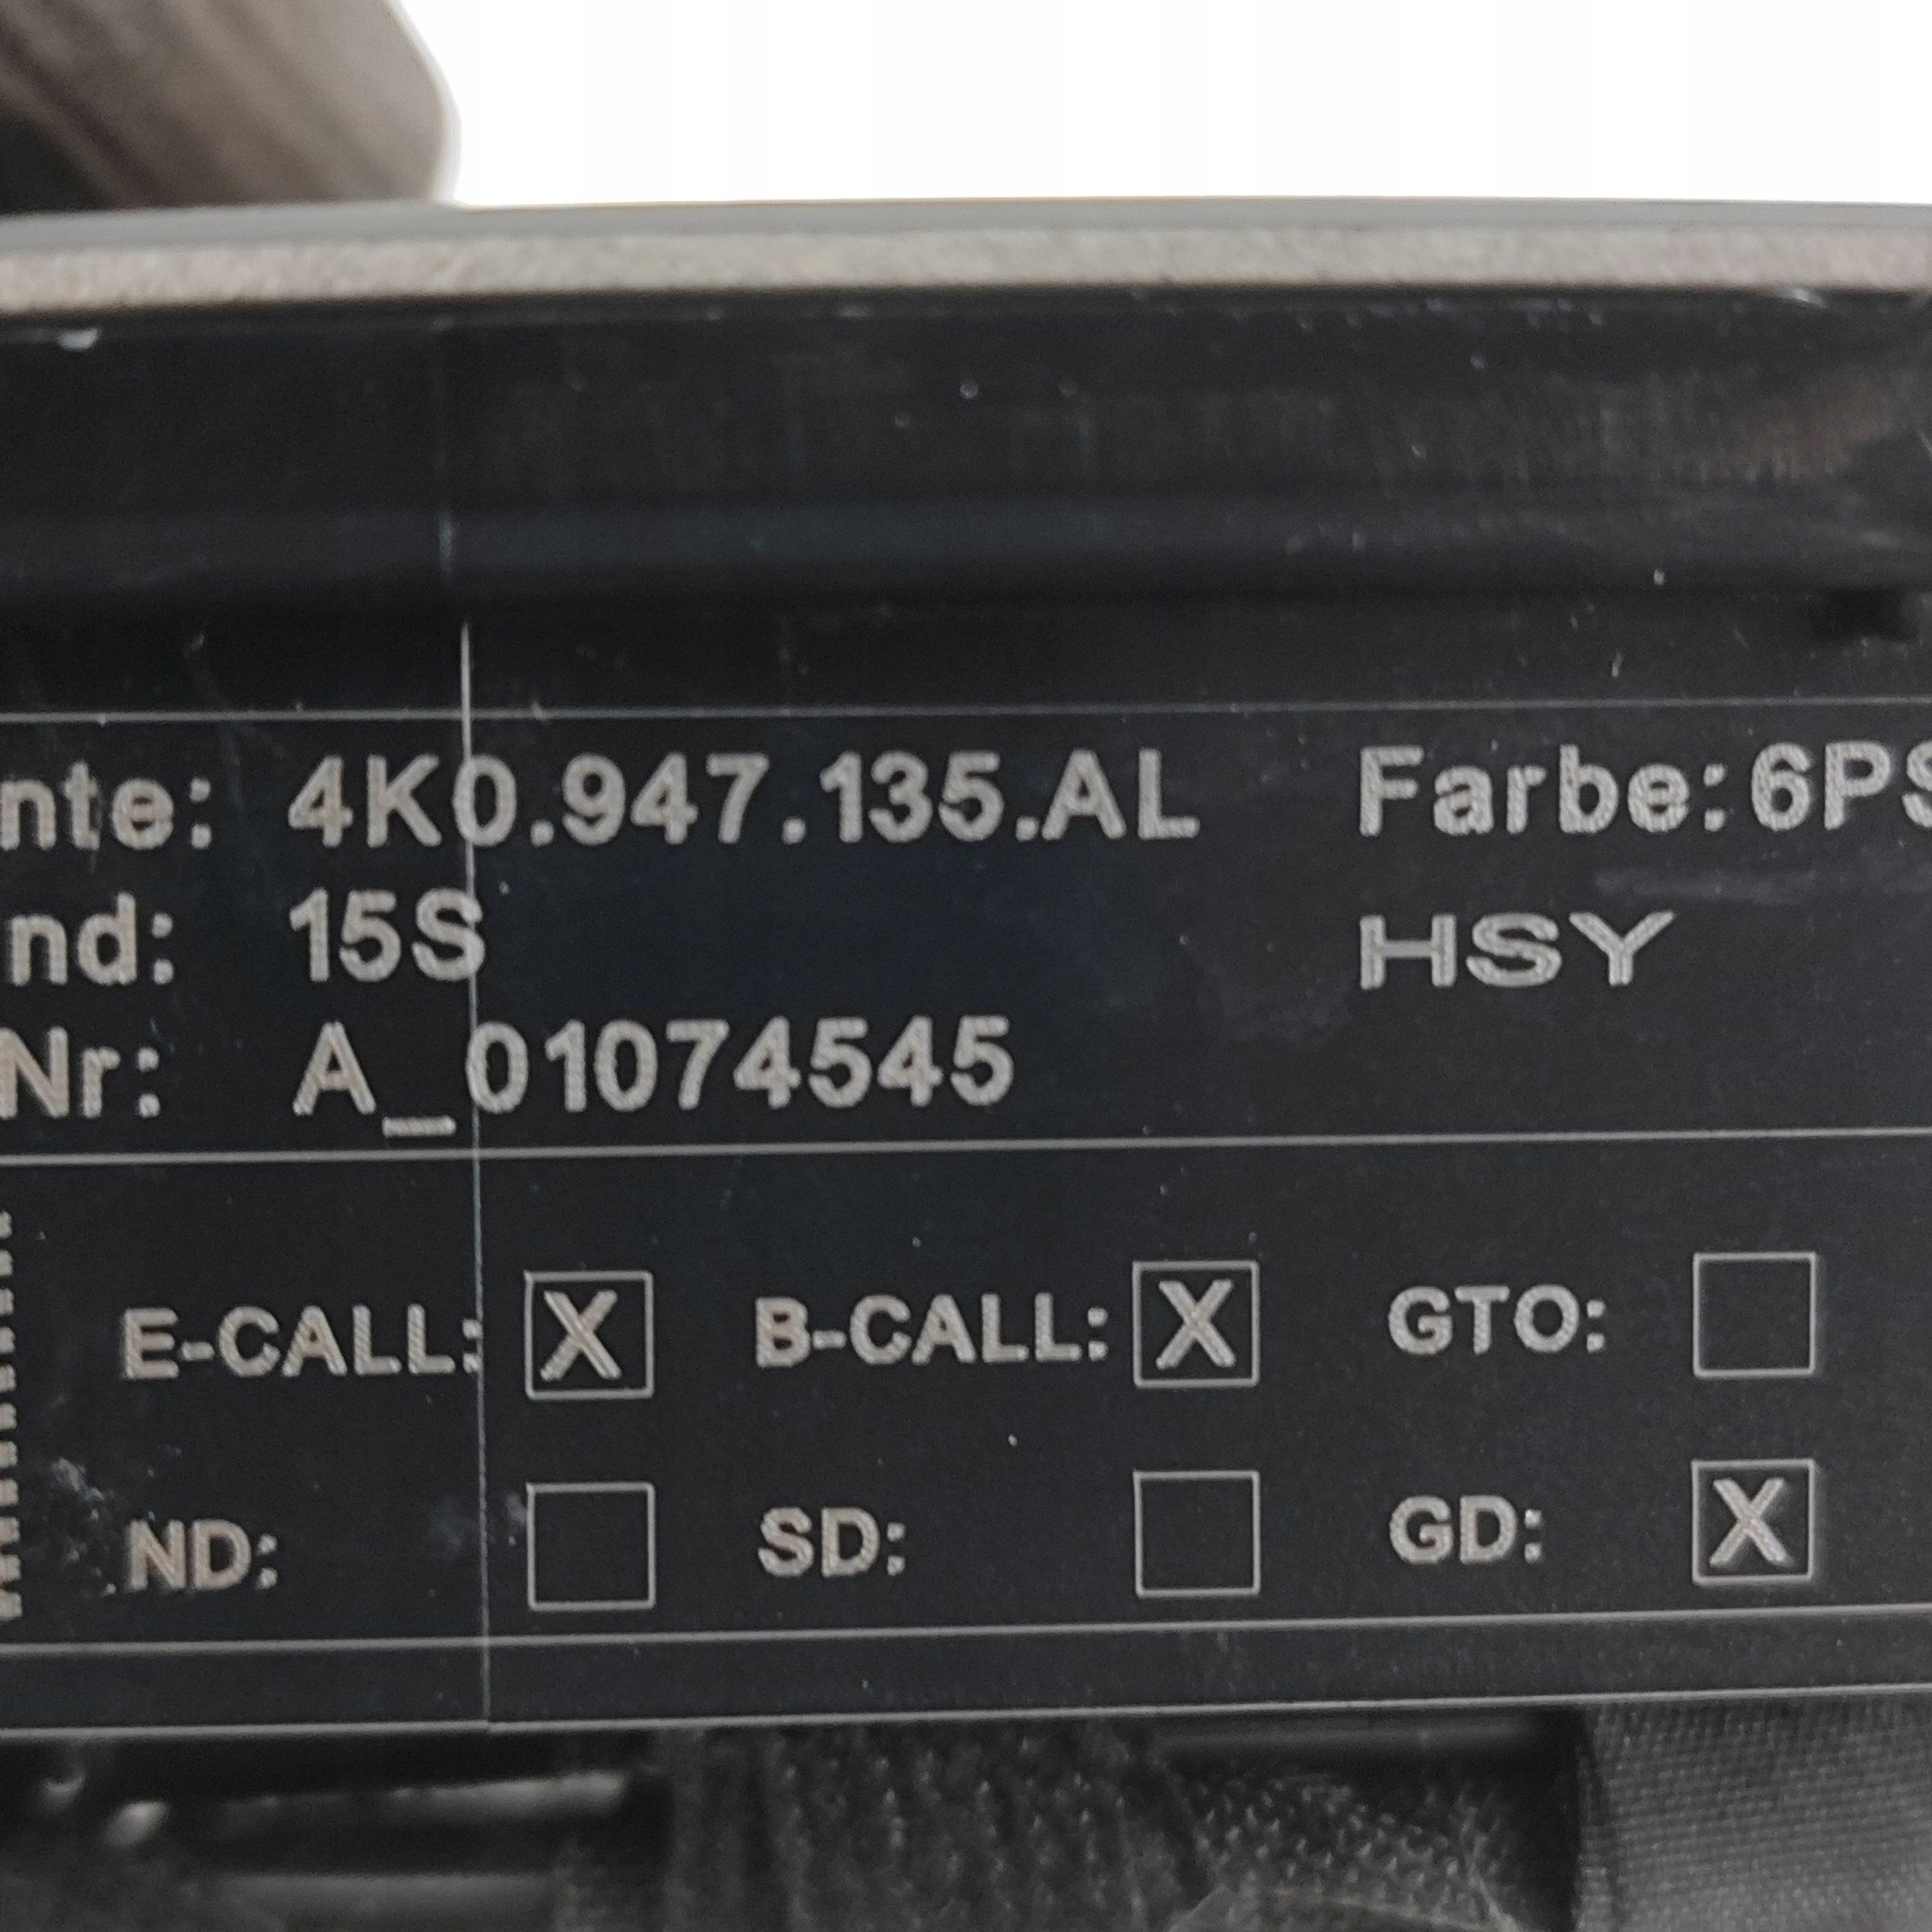 nte: 4K0.947.135.AL Farbe:6PS
nd: 15S HSY
Nr: A_01074545
E-CALL: X B-CALL: X GTO:
ND: SD: GD: X